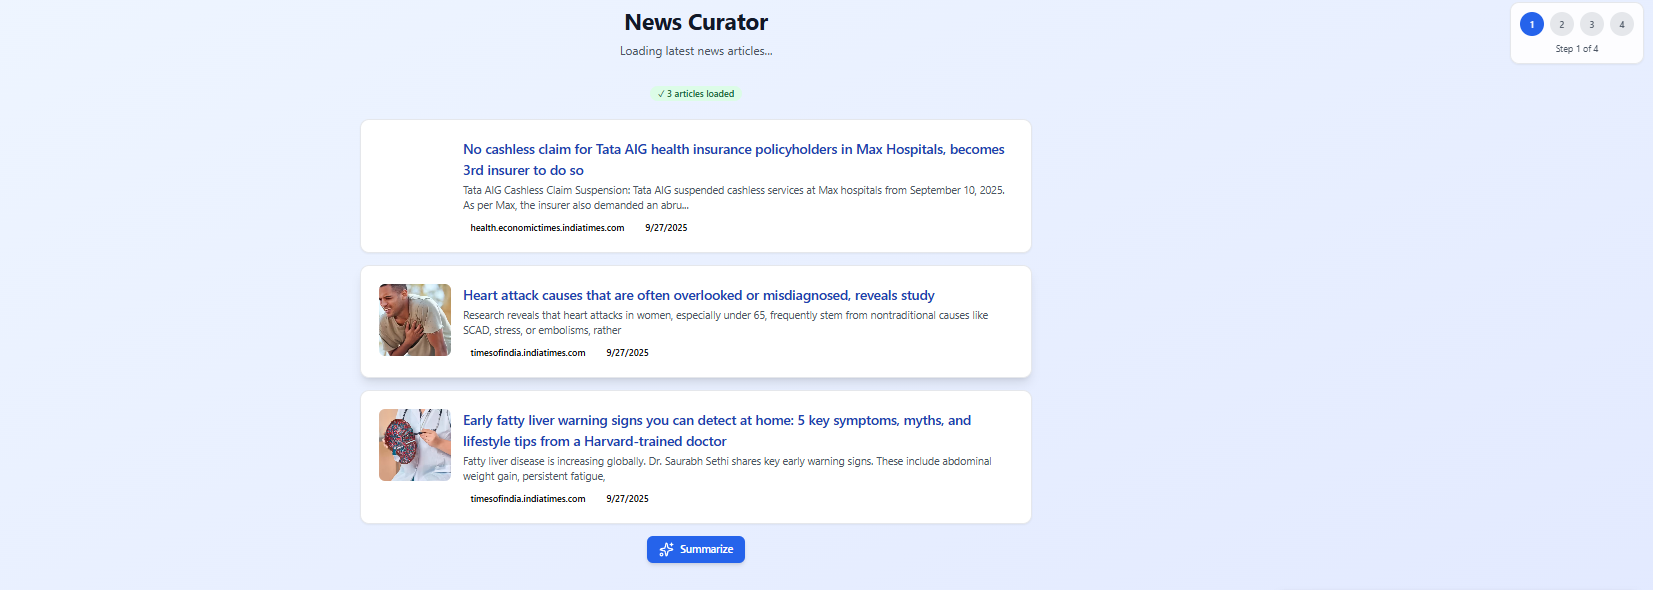 News Curator
Loading latest news articles...
1 2 3 4
Step 1 of 4
✓ 3 articles loaded
No cashless claim for Tata AIG health insurance policyholders in Max Hospitals, becomes
3rd insurer to do so
Tata AIG Cashless Claim Suspension: Tata AIG suspended cashless services at Max hospitals from September 10, 2025.
As per Max, the insurer also demanded an abru...
health.economictimes.indiatimes.com 9/27/2025
Heart attack causes that are often overlooked or misdiagnosed, reveals study
Research reveals that heart attacks in women, especially under 65, frequently stem from nontraditional causes like
SCAD, stress, or embolisms, rather
timesofindia.indiatimes.com 9/27/2025
Early fatty liver warning signs you can detect at home: 5 key symptoms, myths, and
lifestyle tips from a Harvard-trained doctor
Fatty liver disease is increasing globally. Dr. Saurabh Sethi shares key early warning signs. These include abdominal
weight gain, persistent fatigue,
timesofindia.indiatimes.com 9/27/2025
Summarize